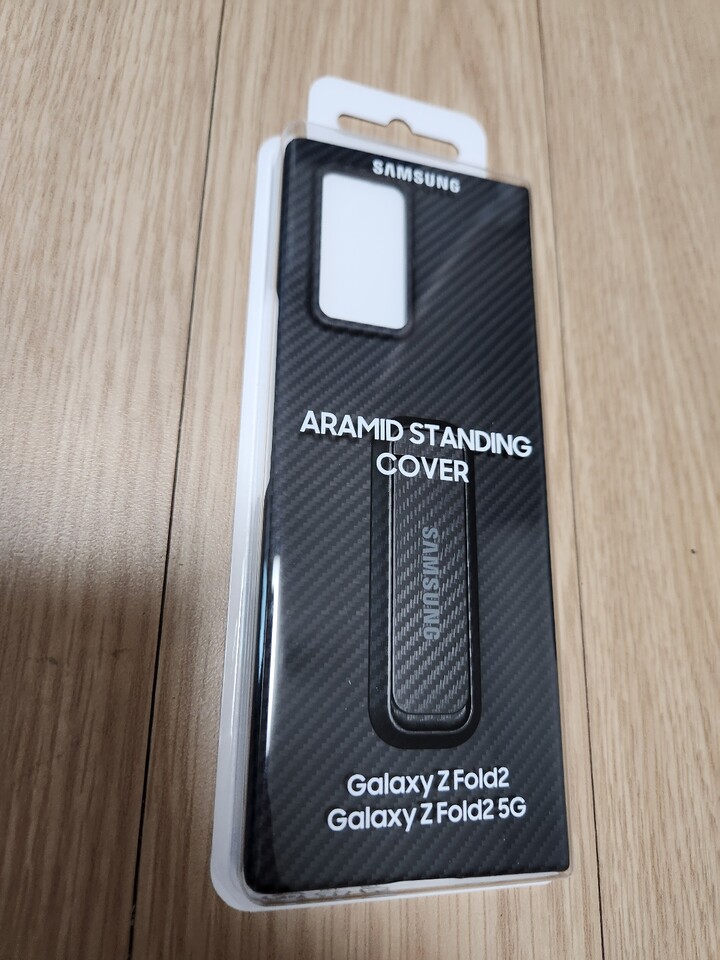 SAMSUNG
ARAMID STANDING
COVER
SAMSUNG
Galaxy Z Fold2
Galaxy Z Fold2 5G